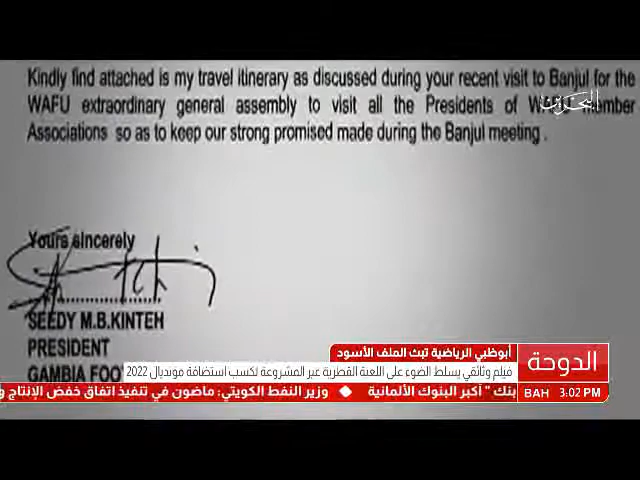 Kindly find attached is my travel itinerary as discussed during your recent visit to Banjul for the
WAFU extraordinary general assembly to visit all the Presidents of Member
Associations so as to keep our strong promised made during the Banjul meeting .
البحرين
Yours sincerely
SEEDY M.B.KINTEH
PRESIDENT
GAMBIA FOO
أبوظبي الرياضية تبث الملف الأسود
الدوحة
فيلم وثائقي يسلط الضوء على اللعبة القطرية غير المشروعة لكسب استضافة مونديال 2022
بنك " أكبر البنوك الألمانية ◆ وزير النفط الكويتي: ماضون في تنفيذ اتفاق خفض الإنتاج و
BAH 3:02 PM